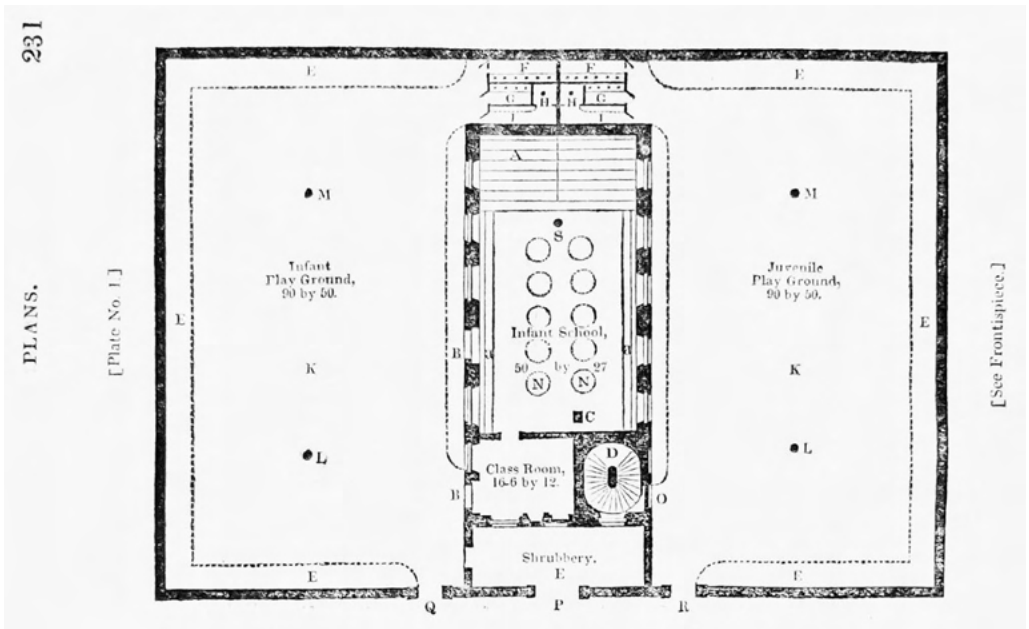 231
PLANS.
[Plate No. 1.]
[See Frontispiece.]
E
F
F
E
G
H
H
G
A
M
M
S
Infant
Play Ground,
90 by 50.
Juvenile
Play Ground,
90 by 50.
E
E
Infant School,
B
a
a
50 by 27
K
K
N
N
C
L
L
Class Room,
16-6 by 12.
D
B
O
Shrubbery.
E
E
E
Q
P
R